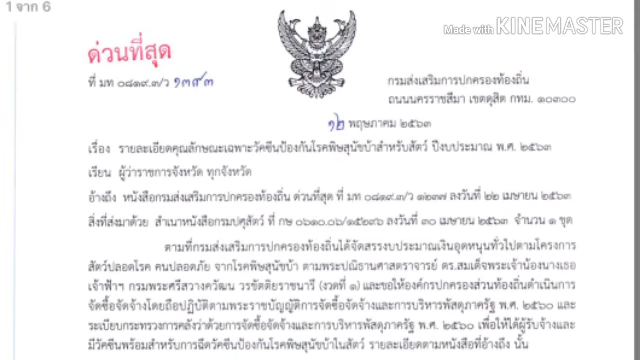 1 จาก 6
Made with KINEMASTER
ด่วนที่สุด
ที่ มท ๐๘๑๙.๓/ว ๑๓๙๓
กรมส่งเสริมการปกครองท้องถิ่น
ถนนนครราชสีมา เขตดุสิต กทม. ๑๐๓๐๐
๑๒ พฤษภาคม ๒๕๖๓
เรื่อง รายละเอียดคุณลักษณะเฉพาะวัคซีนป้องกันโรคพิษสุนัขบ้าสำหรับสัตว์ ปีงบประมาณ พ.ศ. ๒๕๖๓
เรียน ผู้ว่าราชการจังหวัด ทุกจังหวัด
อ้างถึง หนังสือกรมส่งเสริมการปกครองท้องถิ่น ด่วนที่สุด ที่ มท ๐๘๑๙.๓/ว ๑๒๓๗ ลงวันที่ ๒๒ เมษายน ๒๕๖๓
สิ่งที่ส่งมาด้วย สำเนาหนังสือกรมปศุสัตว์ ที่ กษ ๐๖๑๐.๐๖/๑๕๒๙๖ ลงวันที่ ๓๐ เมษายน ๒๕๖๓ จำนวน ๑ ชุด
ตามที่กรมส่งเสริมการปกครองท้องถิ่นได้จัดสรรงบประมาณเงินอุดหนุนทั่วไปตามโครงการ
สัตว์ปลอดโรค คนปลอดภัย จากโรคพิษสุนัขบ้า ตามพระปณิธานศาสตราจารย์ ดร.สมเด็จพระเจ้าน้องนางเธอ
เจ้าฟ้าฯ กรมพระศรีสวางควัฒน วรขัตติยราชนารี (งวดที่ ๑) และขอให้องค์กรปกครองส่วนท้องถิ่นดำเนินการ
จัดซื้อจัดจ้างโดยถือปฏิบัติตามพระราชบัญญัติการจัดซื้อจัดจ้างและการบริหารพัสดุภาครัฐ พ.ศ. ๒๕๖๐ และ
ระเบียบกระทรวงการคลังว่าด้วยการจัดซื้อจัดจ้างและการบริหารพัสดุภาครัฐ พ.ศ. ๒๕๖๐ เพื่อให้ได้ผู้รับจ้างและ
มีวัคซีนพร้อมสำหรับการฉีดวัคซีนป้องกันโรคพิษสุนัขบ้าในสัตว์ รายละเอียดตามหนังสือที่อ้างถึง นั้น